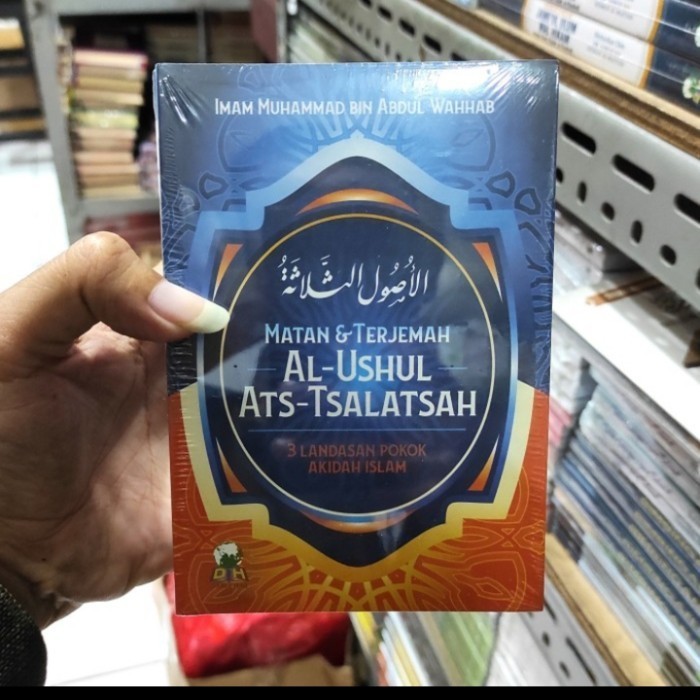 IMAM MUHAMMAD BIN ABDUL WAHHAB
الأُصُولُ الثَّلَاثَةُ
MATAN & TERJEMAH
AL-USHUL
ATS-TSALATSAH
3 LANDASAN POKOK
AKIDAH ISLAM